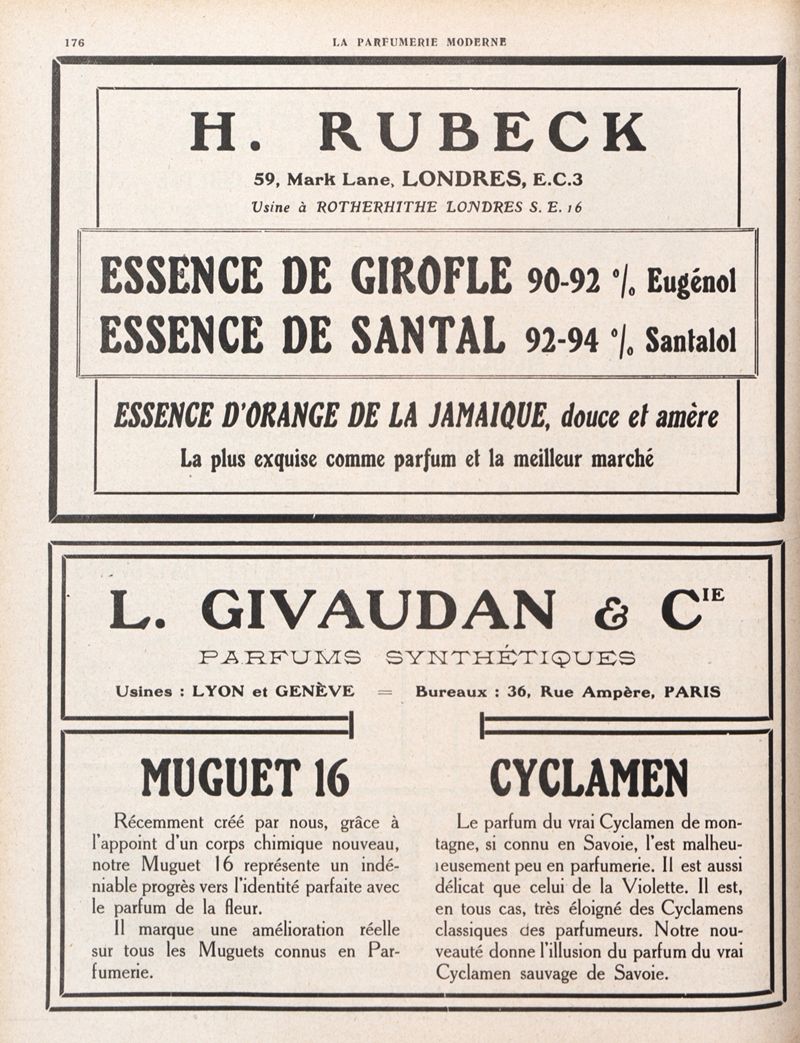 176
LA PARFUMERIE MODERNE
H. RUBECK
59, Mark Lane, LONDRES, E.C.3
Usine à ROTHERHITHE LONDRES S. E. 16
ESSENCE DE GIROFLE 90-92 % Eugénol
ESSENCE DE SANTAL 92-94 % Santalol
ESSENCE D'ORANGE DE LA JAMAIQUE, douce et amère
La plus exquise comme parfum et la meilleur marché
L. GIVAUDAN & CIE
PARFUMS SYNTHÉTIQUES
Usines : LYON et GENÈVE = Bureaux : 36, Rue Ampère, PARIS
MUGUET 16
Récemment créé par nous, grâce à
l'appoint d'un corps chimique nouveau,
notre Muguet 16 représente un indé-
niable progrès vers l'identité parfaite avec
le parfum de la fleur.
Il marque une amélioration réelle
sur tous les Muguets connus en Par-
fumerie.
CYCLAMEN
Le parfum du vrai Cyclamen de mon-
tagne, si connu en Savoie, l'est malheu-
reusement peu en parfumerie. Il est aussi
délicat que celui de la Violette. Il est,
en tous cas, très éloigné des Cyclamens
classiques des parfumeurs. Notre nou-
veauté donne l'illusion du parfum du vrai
Cyclamen sauvage de Savoie.